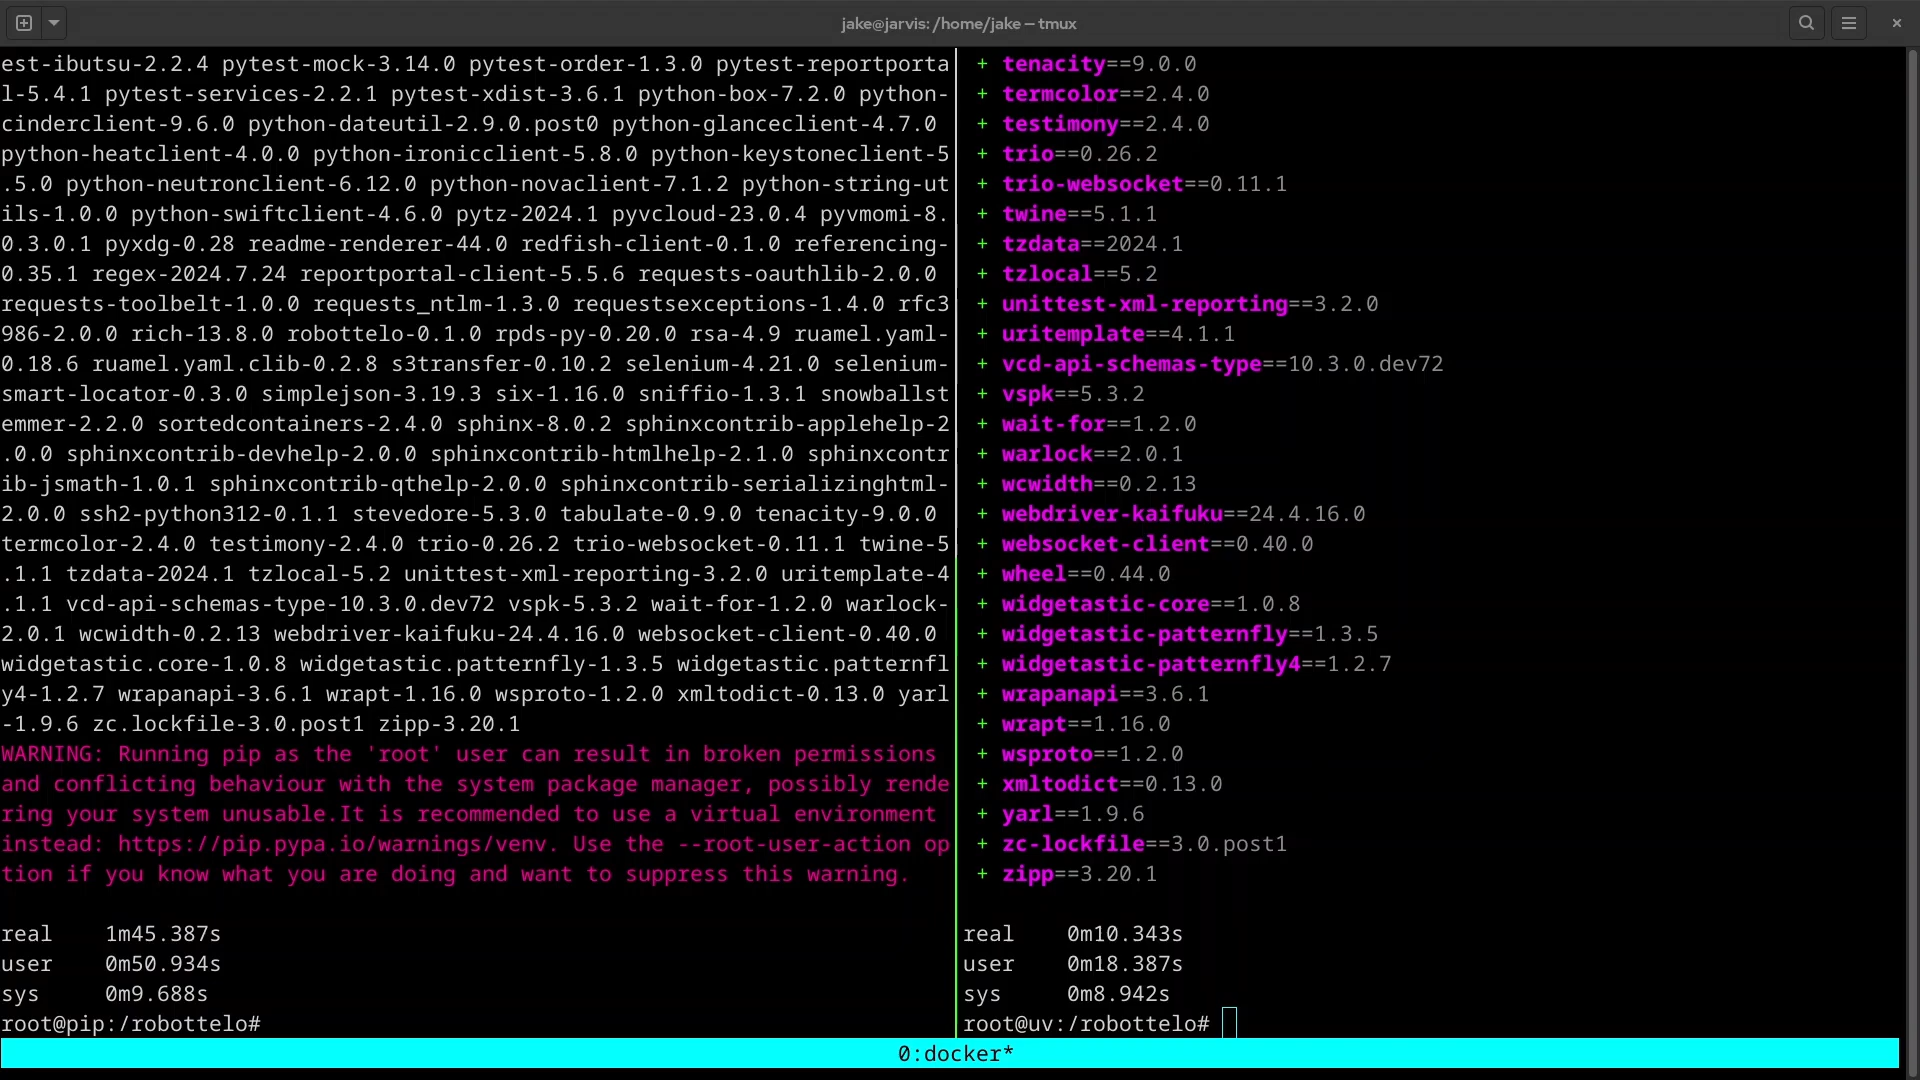 jake@jarvis: /home/jake — tmux
est-ibutsu-2.2.4 pytest-mock-3.14.0 pytest-order-1.3.0 pytest-reportporta
l-5.4.1 pytest-services-2.2.1 pytest-xdist-3.6.1 python-box-7.2.0 python-
cinderclient-9.6.0 python-dateutil-2.9.0.post0 python-glanceclient-4.7.0
python-heatclient-4.0.0 python-ironicclient-5.8.0 python-keystoneclient-5
.5.0 python-neutronclient-6.12.0 python-novaclient-7.1.2 python-string-ut
ils-1.0.0 python-swiftclient-4.6.0 pytz-2024.1 pyvcloud-23.0.4 pyvmomi-8.
0.3.0.1 pyxdg-0.28 readme-renderer-44.0 redfish-client-0.1.0 referencing-
0.35.1 regex-2024.7.24 reportportal-client-5.5.6 requests-oauthlib-2.0.0
requests-toolbelt-1.0.0 requests_ntlm-1.3.0 requestsexceptions-1.4.0 rfc3
986-2.0.0 rich-13.8.0 robottelo-0.1.0 rpds-py-0.20.0 rsa-4.9 ruamel.yaml-
0.18.6 ruamel.yaml.clib-0.2.8 s3transfer-0.10.2 selenium-4.21.0 selenium-
smart-locator-0.3.0 simplejson-3.19.3 six-1.16.0 sniffio-1.3.1 snowballst
emmer-2.2.0 sortedcontainers-2.4.0 sphinx-8.0.2 sphinxcontrib-applehelp-2
.0.0 sphinxcontrib-devhelp-2.0.0 sphinxcontrib-htmlhelp-2.1.0 sphinxcontr
ib-jsmath-1.0.1 sphinxcontrib-qthelp-2.0.0 sphinxcontrib-serializinghtml-
2.0.0 ssh2-python312-0.1.1 stevedore-5.3.0 tabulate-0.9.0 tenacity-9.0.0
termcolor-2.4.0 testimony-2.4.0 trio-0.26.2 trio-websocket-0.11.1 twine-5
.1.1 tzdata-2024.1 tzlocal-5.2 unittest-xml-reporting-3.2.0 uritemplate-4
.1.1 vcd-api-schemas-type-10.3.0.dev72 vspk-5.3.2 wait-for-1.2.0 warlock-
2.0.1 wcwidth-0.2.13 webdriver-kaifuku-24.4.16.0 websocket-client-0.40.0
widgetastic.core-1.0.8 widgetastic.patternfly-1.3.5 widgetastic.patternfl
y4-1.2.7 wrapanapi-3.6.1 wrapt-1.16.0 wsproto-1.2.0 xmltodict-0.13.0 yarl
-1.9.6 zc.lockfile-3.0.post1 zipp-3.20.1
WARNING: Running pip as the 'root' user can result in broken permissions
and conflicting behaviour with the system package manager, possibly rende
ring your system unusable.It is recommended to use a virtual environment
instead: https://pip.pypa.io/warnings/venv. Use the --root-user-action op
tion if you know what you are doing and want to suppress this warning.
real 1m45.387s
user 0m50.934s
sys 0m9.688s
root@pip:/robottelo#
+ tenacity==9.0.0
+ termcolor==2.4.0
+ testimony==2.4.0
+ trio==0.26.2
+ trio-websocket==0.11.1
+ twine==5.1.1
+ tzdata==2024.1
+ tzlocal==5.2
+ unittest-xml-reporting==3.2.0
+ uritemplate==4.1.1
+ vcd-api-schemas-type==10.3.0.dev72
+ vspk==5.3.2
+ wait-for==1.2.0
+ warlock==2.0.1
+ wcwidth==0.2.13
+ webdriver-kaifuku==24.4.16.0
+ websocket-client==0.40.0
+ wheel==0.44.0
+ widgetastic-core==1.0.8
+ widgetastic-patternfly==1.3.5
+ widgetastic-patternfly4==1.2.7
+ wrapanapi==3.6.1
+ wrapt==1.16.0
+ wsproto==1.2.0
+ xmltodict==0.13.0
+ yarl==1.9.6
+ zc-lockfile==3.0.post1
+ zipp==3.20.1
real 0m10.343s
user 0m18.387s
sys 0m8.942s
root@uv:/robottelo#
0:docker*